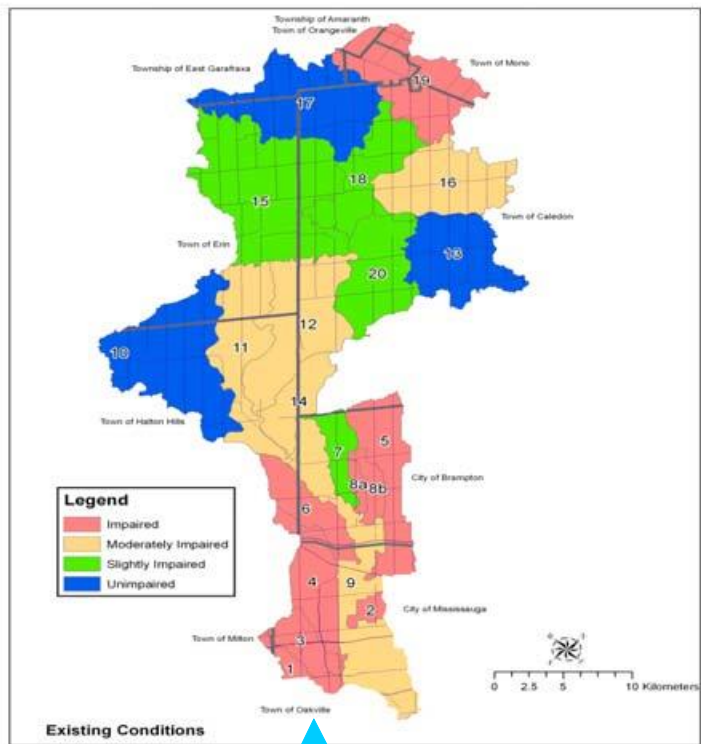 Township of Amaranth
Town of Orangeville
Township of East Garafraxa
Town of Mono
19
17
18
16
15
Town of Caledon
Town of Erin
13
20
12
10
11
14
Town of Halton Hills
7
5
8a
8b
City of Brampton
6
Legend
Impaired
Moderately Impaired
Slightly Impaired
Unimpaired
4
9
2
City of Mississauga
Town of Milton
3
1
0 2.5 5 10 Kilometers
Town of Oakville
Existing Conditions